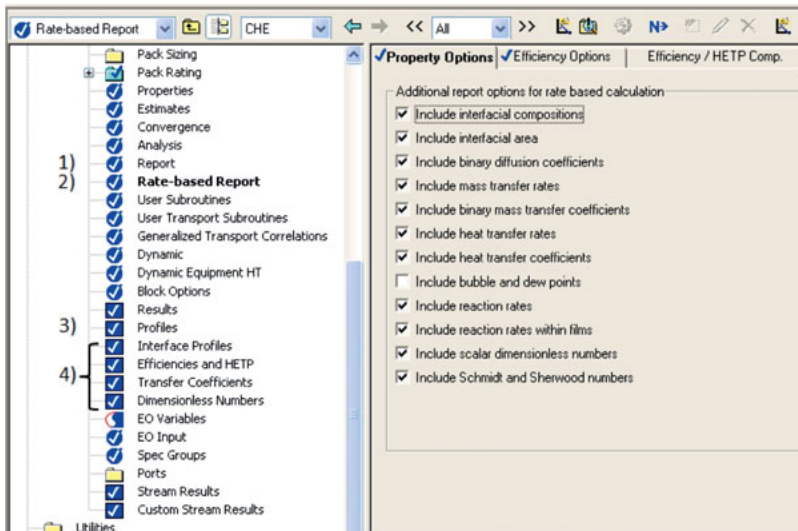 Rate-based Report
CHE
<<
All
>>
N>
Pack Sizing
Pack Rating
Properties
Estimates
Convergence
Analysis
1) Report
2) Rate-based Report
User Subroutines
User Transport Subroutines
Generalized Transport Correlations
Dynamic
Dynamic Equipment HT
Block Options
Results
3) Profiles
Interface Profiles
Efficiencies and HETP
4) Transfer Coefficients
Dimensionless Numbers
EO Variables
EO Input
Spec Groups
Ports
Stream Results
Custom Stream Results
Utilities
Property Options
Efficiency Options
Efficiency / HETP Comp.
Additional report options for rate based calculation
Include interfacial compositions
Include interfacial area
Include binary diffusion coefficients
Include mass transfer rates
Include binary mass transfer coefficients
Include heat transfer rates
Include heat transfer coefficients
Include bubble and dew points
Include reaction rates
Include reaction rates within films
Include scalar dimensionless numbers
Include Schmidt and Sherwood numbers